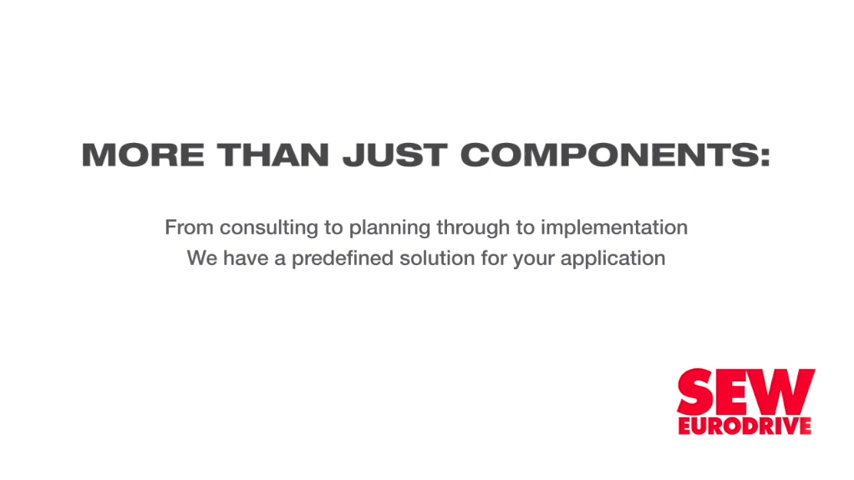 MORE THAN JUST COMPONENTS:
From consulting to planning through to implementation
We have a predefined solution for your application
SEW
EURODRIVE